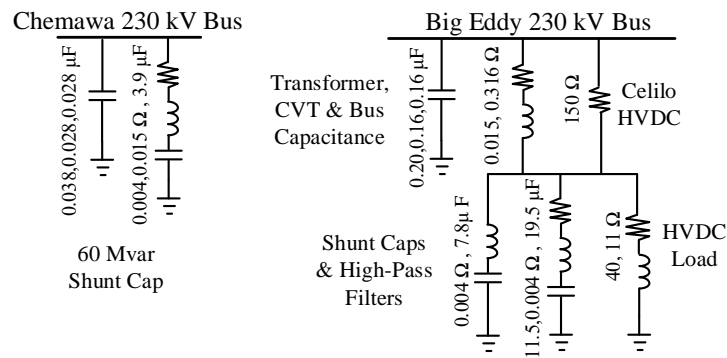 Chemawa 230 kV Bus
0.038,0.028,0.028 µF
0.004,0.015 Ω , 3.9 µF
60 Mvar
Shunt Cap
Big Eddy 230 kV Bus
Transformer,
CVT & Bus
Capacitance
0.20,0.16,0.16 µF
0.015, 0.316 Ω
150 Ω
Celilo
HVDC
Shunt Caps
& High-Pass
Filters
0.004 Ω , 7.8µ F
11.5,0.004 Ω , 19.5 µF
40, 11 Ω
HVDC
Load